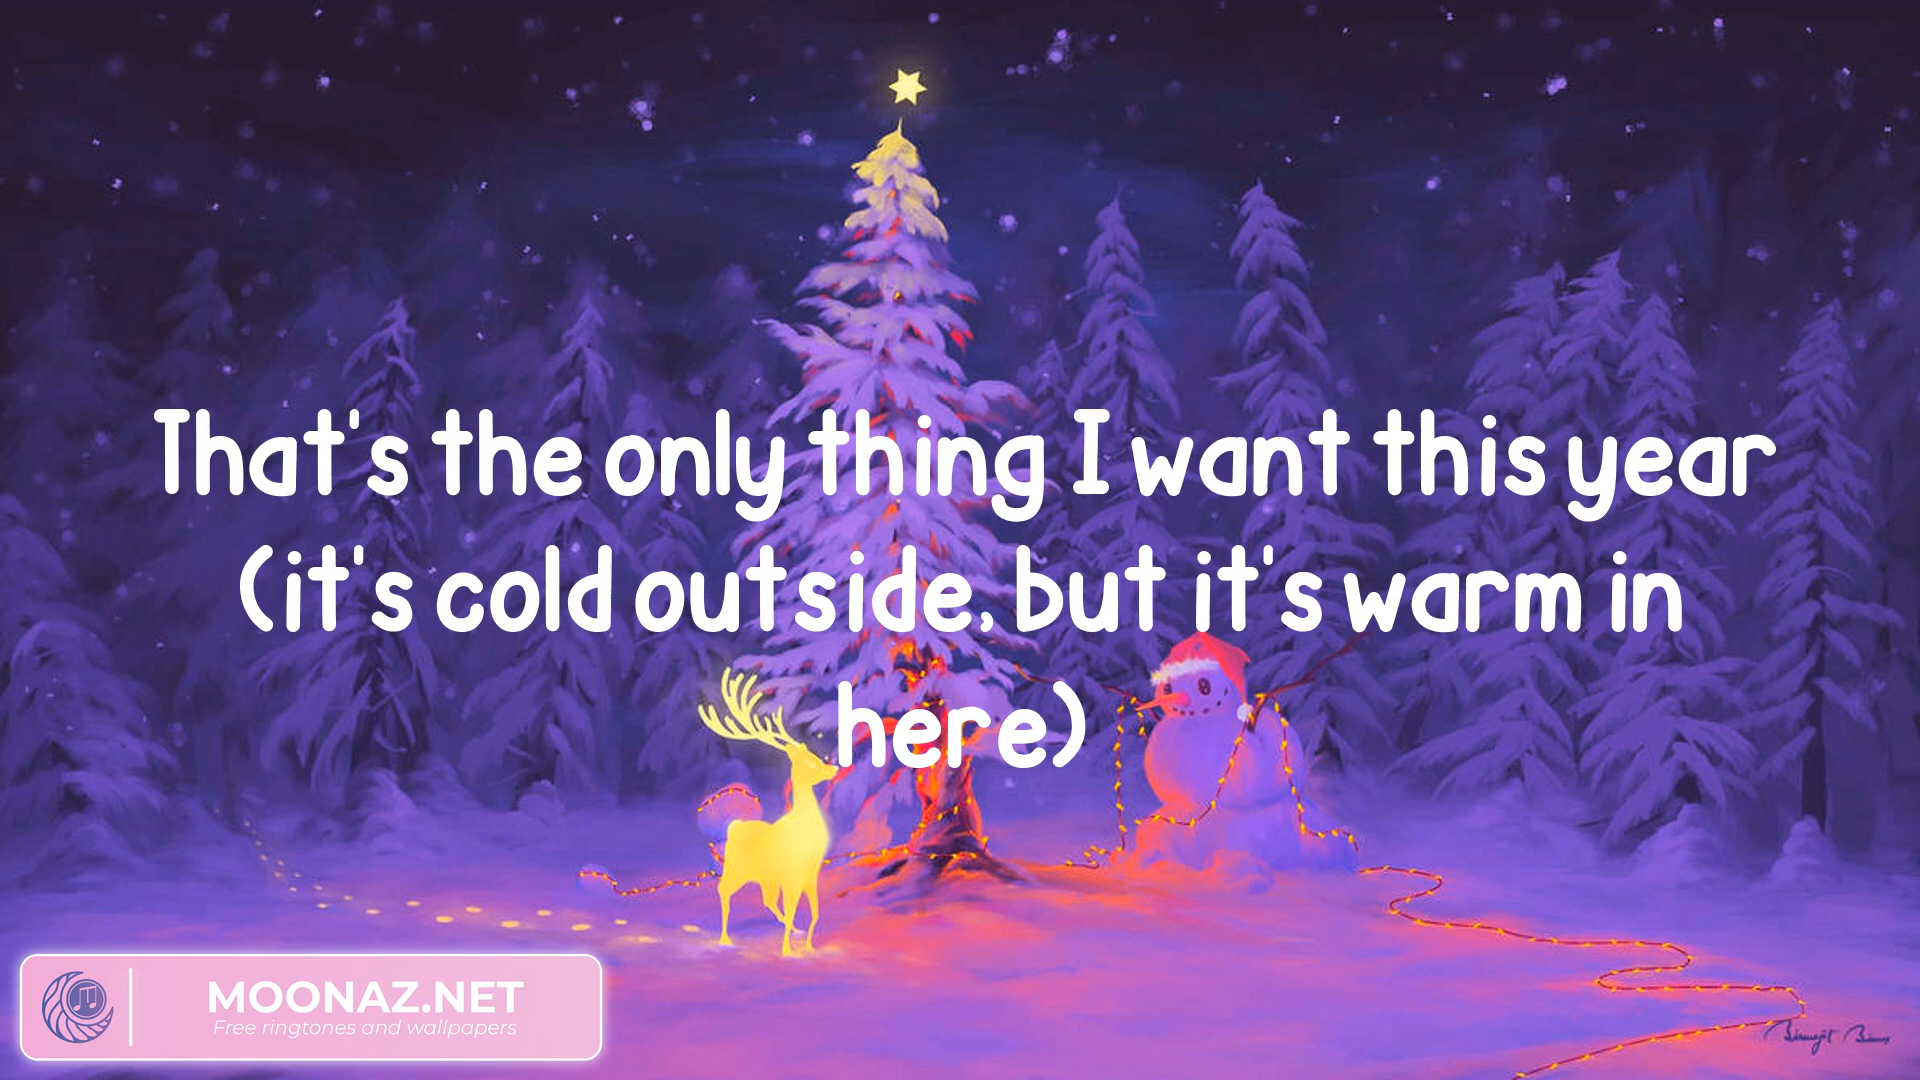 That's the only thing I want this year
(it's cold outside, but it's warm in
here)
MOONAZ.NET
Free ringtones and wallpapers